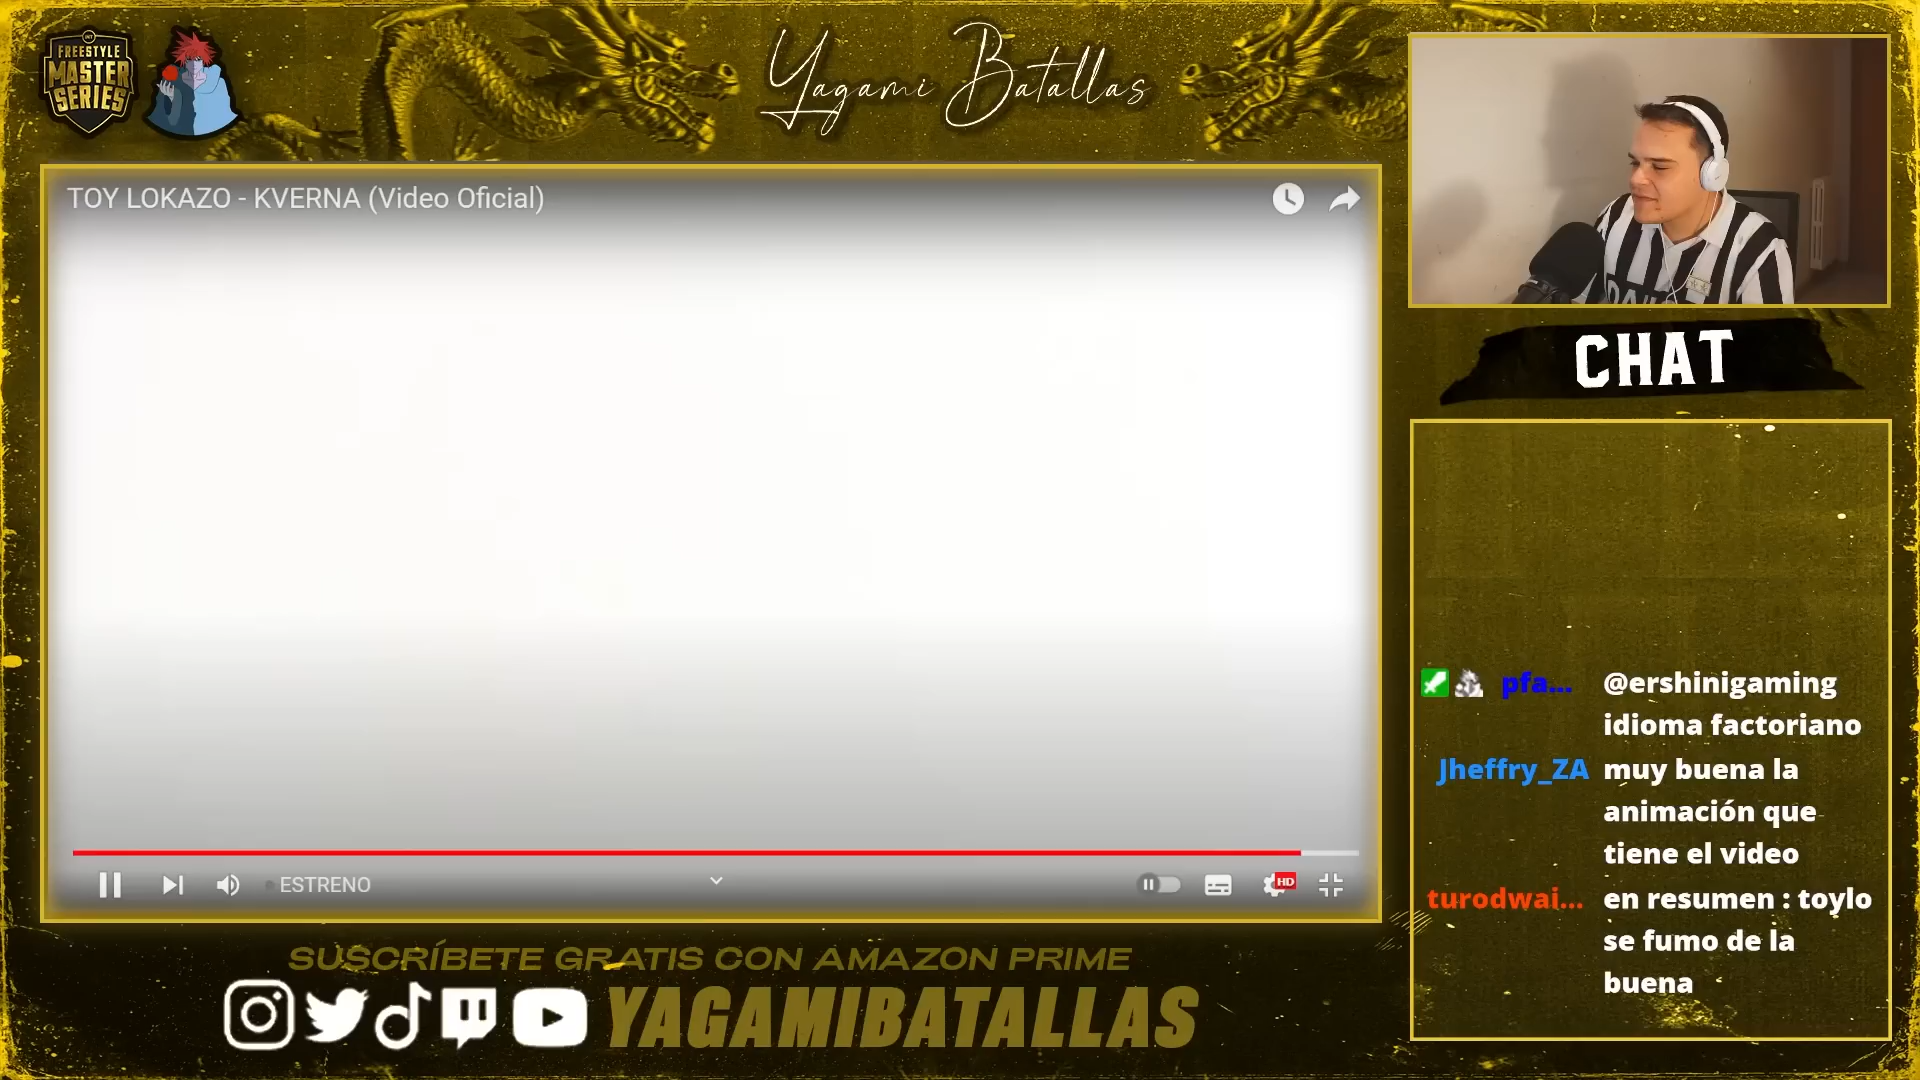 INT
FREESTYLE
MASTER
SERIES
Yagami Batallas
TOY LOKAZO - KVERNA (Video Oficial)
ESTRENO
HD
CHAT
pfa... @ershinigaming
idioma factoriano
Jheffry_ZA muy buena la
animación que
tiene el video
turodwai... en resumen : toylo
se fumo de la
buena
SUSCRÍBETE GRATIS CON AMAZON PRIME
YAGAMIBATALLAS